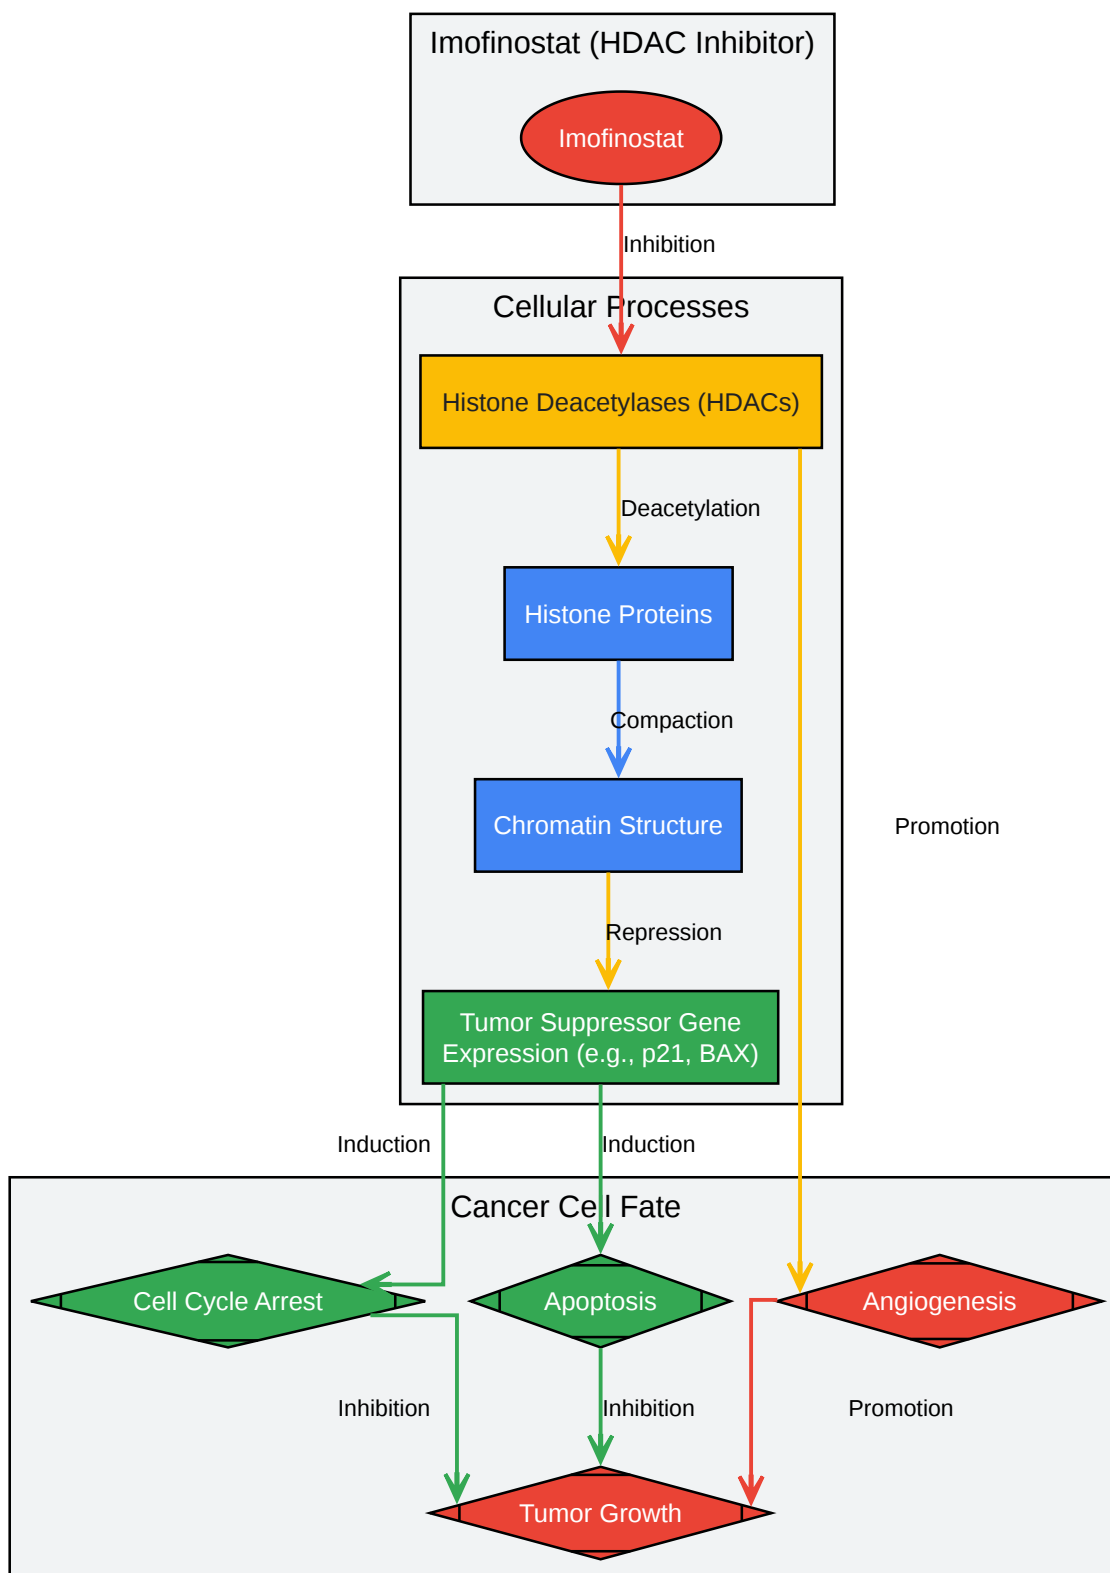 Imofinostat (HDAC Inhibitor)
Imofinostat
Inhibition
Cellular Processes
Histone Deacetylases (HDACs)
Deacetylation
Histone Proteins
Compaction
Chromatin Structure
Promotion
Repression
Tumor Suppressor Gene
Expression (e.g., p21, BAX)
Induction
Induction
Cancer Cell Fate
Cell Cycle Arrest
Apoptosis
Angiogenesis
Inhibition
Inhibition
Promotion
Tumor Growth